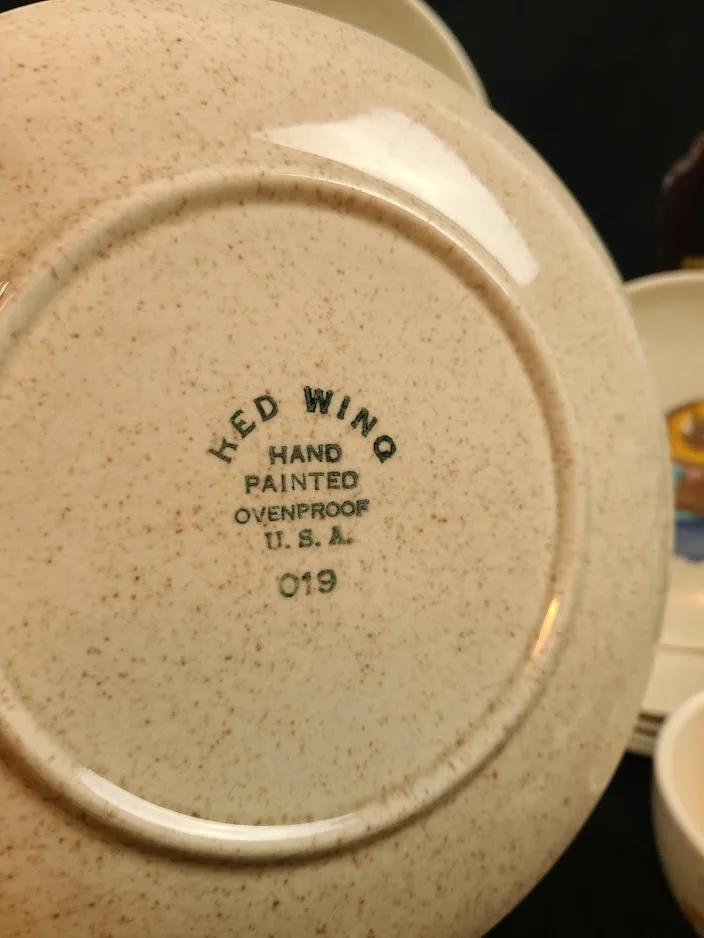 RED WING
HAND
PAINTED
OVENPROOF
U. S. A.
019